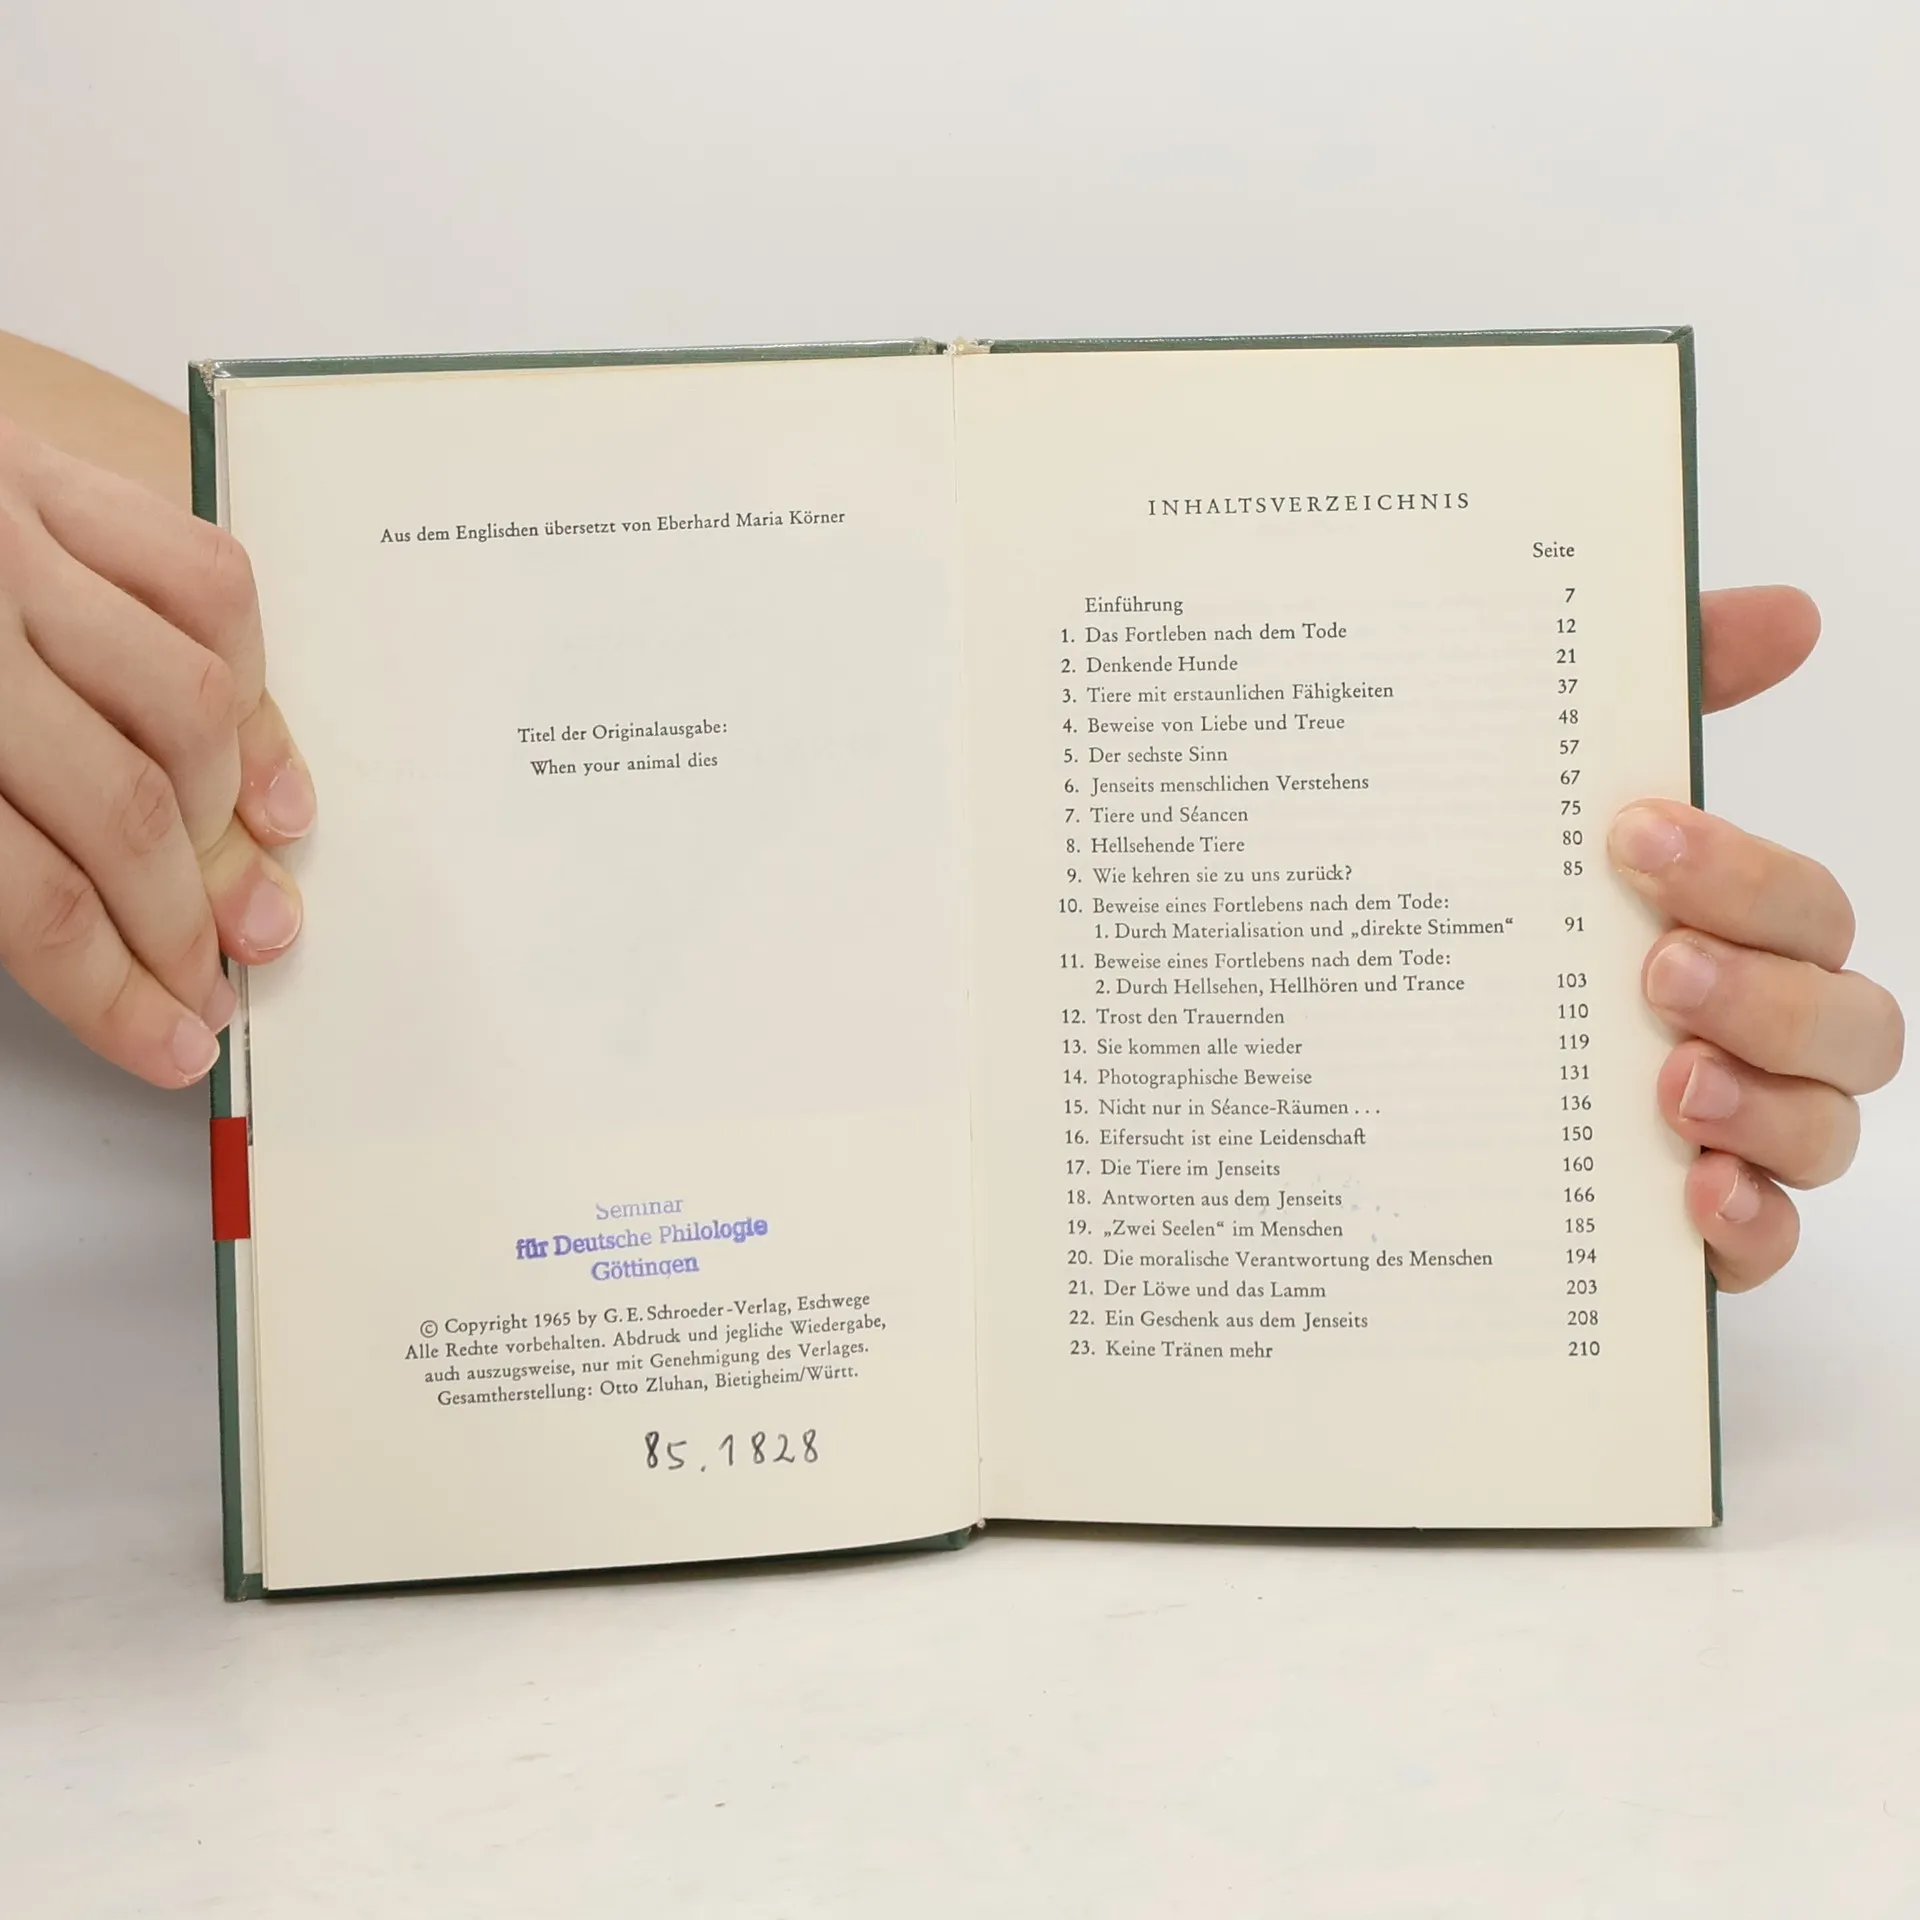 Aus dem Englischen übersetzt von Eberhard Maria Körner
Titel der Originalausgabe:
When your animal dies
Seminar
für Deutsche Philologie
Göttingen
© Copyright 1965 by G. E. Schroeder-Verlag, Eschwege
Alle Rechte vorbehalten. Abdruck und jegliche Wiedergabe,
auch auszugsweise, nur mit Genehmigung des Verlages.
Gesamtherstellung: Otto Zluhan, Bietigheim/Württ.
85.1828
INHALTSVERZEICHNIS
Seite
Einführung 7
1. Das Fortleben nach dem Tode 12
2. Denkende Hunde 21
3. Tiere mit erstaunlichen Fähigkeiten 37
4. Beweise von Liebe und Treue 48
5. Der sechste Sinn 57
6. Jenseits menschlichen Verstehens 67
7. Tiere und Séancen 75
8. Hellsehende Tiere 80
9. Wie kehren sie zu uns zurück? 85
10. Beweise eines Fortlebens nach dem Tode:
1. Durch Materialisation und „direkte Stimmen“ 91
11. Beweise eines Fortlebens nach dem Tode:
2. Durch Hellsehen, Hellhören und Trance 103
12. Trost den Trauernden 110
13. Sie kommen alle wieder 119
14. Photographische Beweise 131
15. Nicht nur in Séance-Räumen . . . 136
16. Eifersucht ist eine Leidenschaft 150
17. Die Tiere im Jenseits 160
18. Antworten aus dem Jenseits 166
19. „Zwei Seelen“ im Menschen 185
20. Die moralische Verantwortung des Menschen 194
21. Der Löwe und das Lamm 203
22. Ein Geschenk aus dem Jenseits 208
23. Keine Tränen mehr 210